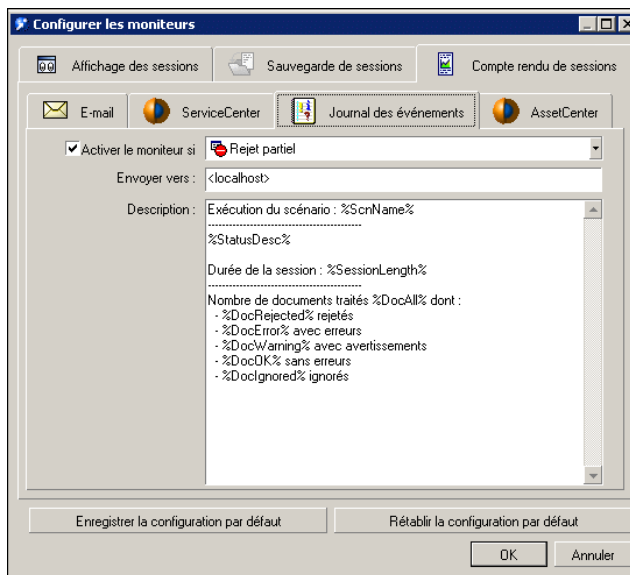 Configurer les moniteurs
Affichage des sessions
Sauvegarde de sessions
Compte rendu de sessions
E-mail
ServiceCenter
Journal des événements
AssetCenter
Activer le moniteur si
Rejet partiel
Envoyer vers :
<localhost>
Description :
Exécution du scénario : %ScnName%
--------------------------------------------
%StatusDesc%
Durée de la session : %SessionLength%
--------------------------------------------
Nombre de documents traités %DocAll% dont :
- %DocRejected% rejetés
- %DocError% avec erreurs
- %DocWarning% avec avertissements
- %DocOK% sans erreurs
- %DocIgnored% ignorés
Enregistrer la configuration par défaut
Rétablir la configuration par défaut
OK
Annuler